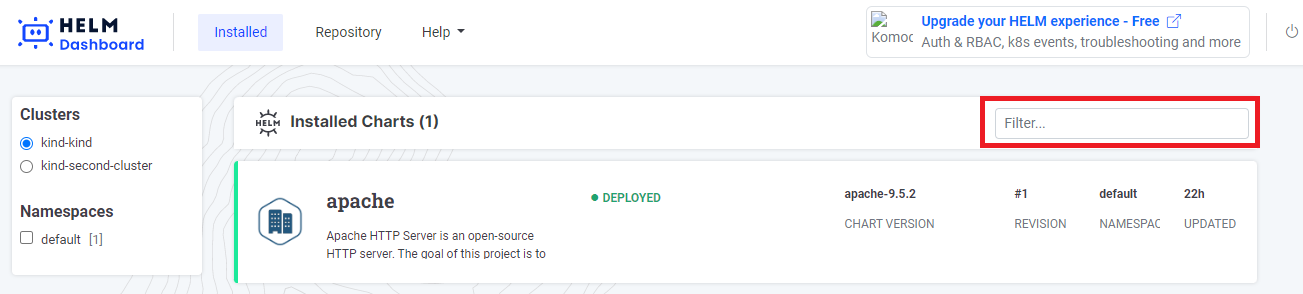 HELM
Dashboard
Installed
Repository
Help
Komod
Upgrade your HELM experience - Free
Auth & RBAC, k8s events, troubleshooting and more
Clusters
kind-kind
kind-second-cluster
Namespaces
default [1]
HELM
Installed Charts (1)
Filter...
apache
Apache HTTP Server is an open-source
HTTP server. The goal of this project is to
DEPLOYED
apache-9.5.2
CHART VERSION
#1
REVISION
default
NAMESPAC
22h
UPDATED